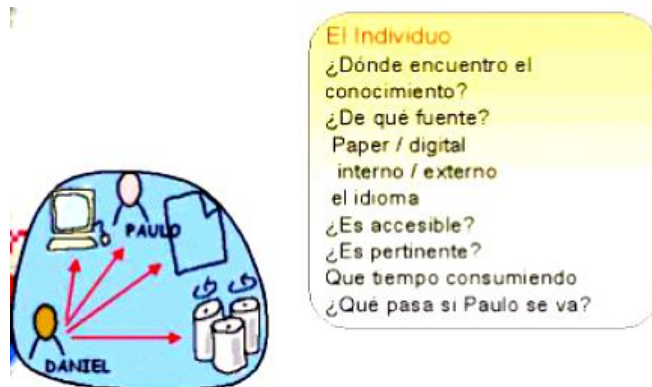 El Individuo
¿Dónde encuentro el
conocimiento?
¿De qué fuente?
Paper / digital
interno / externo
el idioma
¿Es accesible?
¿Es pertinente?
Que tiempo consumiendo
¿Qué pasa si Paulo se va?
PAULO
DANIEL